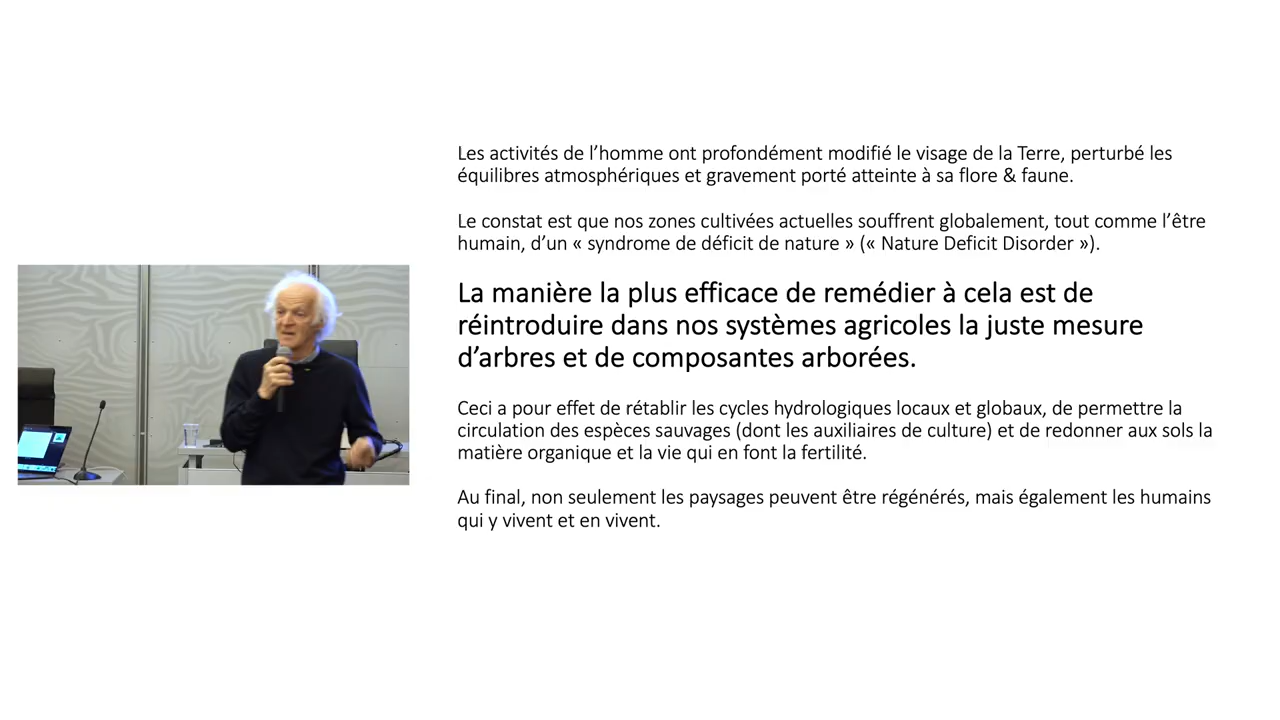 Les activités de l’homme ont profondément modifié le visage de la Terre, perturbé les
équilibres atmosphériques et gravement porté atteinte à sa flore & faune.
Le constat est que nos zones cultivées actuelles souffrent globalement, tout comme l’être
humain, d’un « syndrome de déficit de nature » (« Nature Deficit Disorder »).
La manière la plus efficace de remédier à cela est de
réintroduire dans nos systèmes agricoles la juste mesure
d’arbres et de composantes arborées.
Ceci a pour effet de rétablir les cycles hydrologiques locaux et globaux, de permettre la
circulation des espèces sauvages (dont les auxiliaires de culture) et de redonner aux sols la
matière organique et la vie qui en font la fertilité.
Au final, non seulement les paysages peuvent être régénérés, mais également les humains
qui y vivent et en vivent.